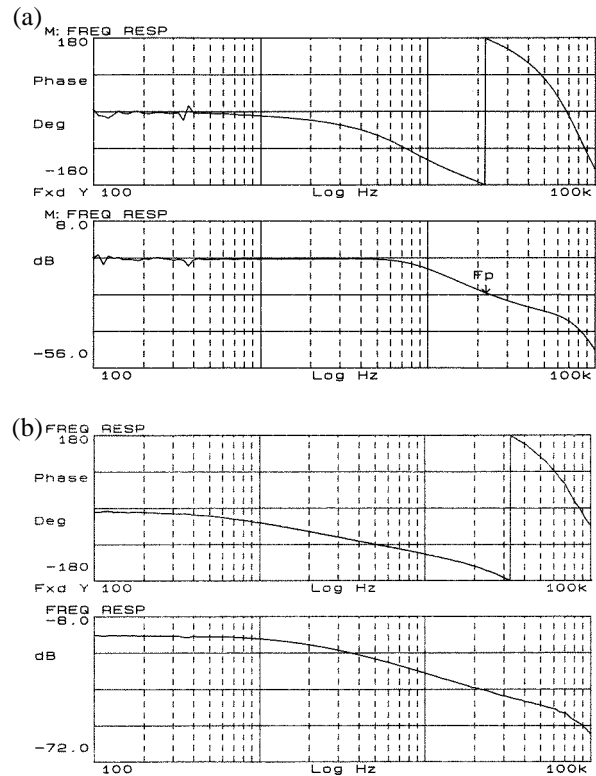 (a)
M: FREQ RESP
180
Phase
Deg
-180
Fxd Y 100 Log Hz 100k
M: FREQ RESP
8.0
dB
Fp
-56.0
100 Log Hz 100k
(b) FREQ RESP
180
Phase
Deg
-180
Fxd Y 100 Log Hz 100k
FREQ RESP
-8.0
dB
-72.0
100 Log Hz 100k